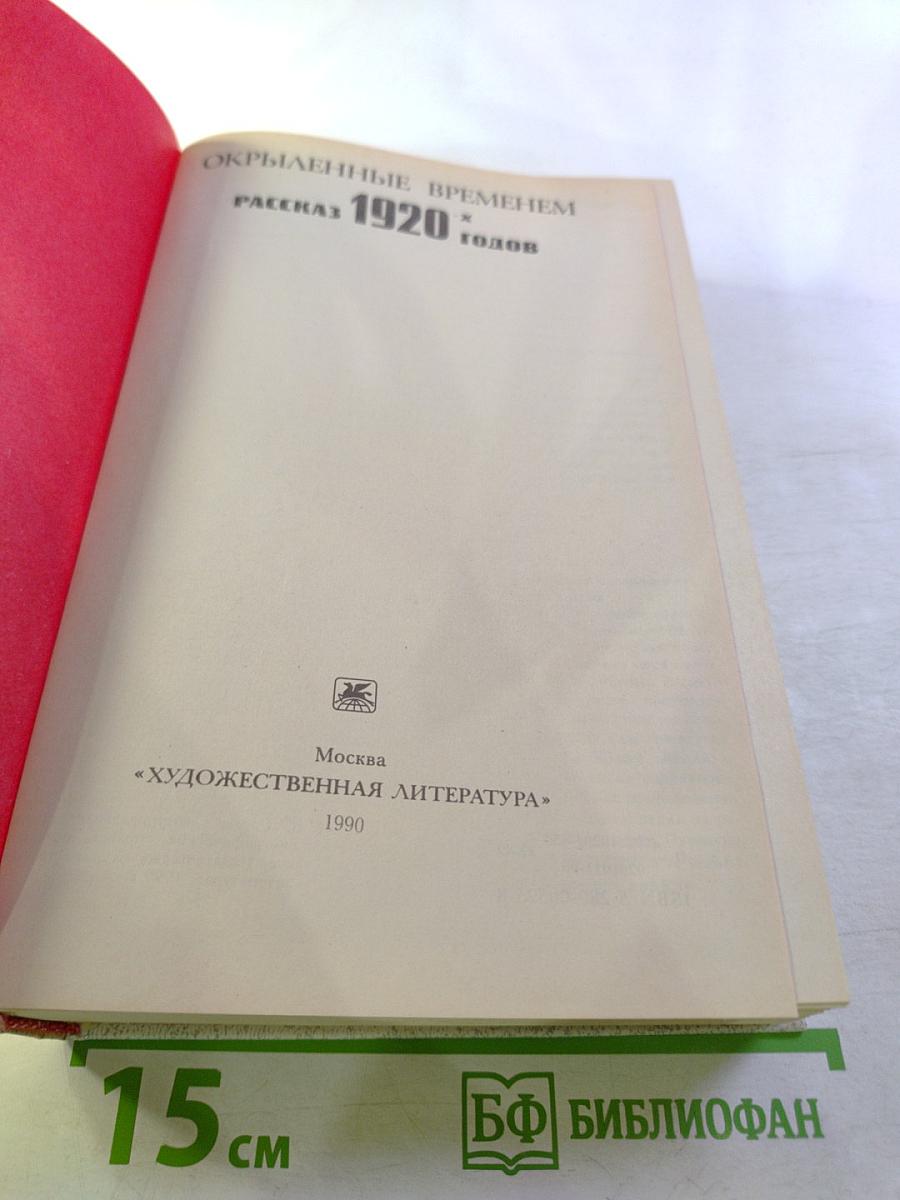 ОКРЫЛЕННЫЕ ВРЕМЕНЕМ
РАССКАЗ 1920-х ГОДОВ
Москва
«ХУДОЖЕСТВЕННАЯ ЛИТЕРАТУРА»
1990
15 см
БФ БИБЛИОФАН